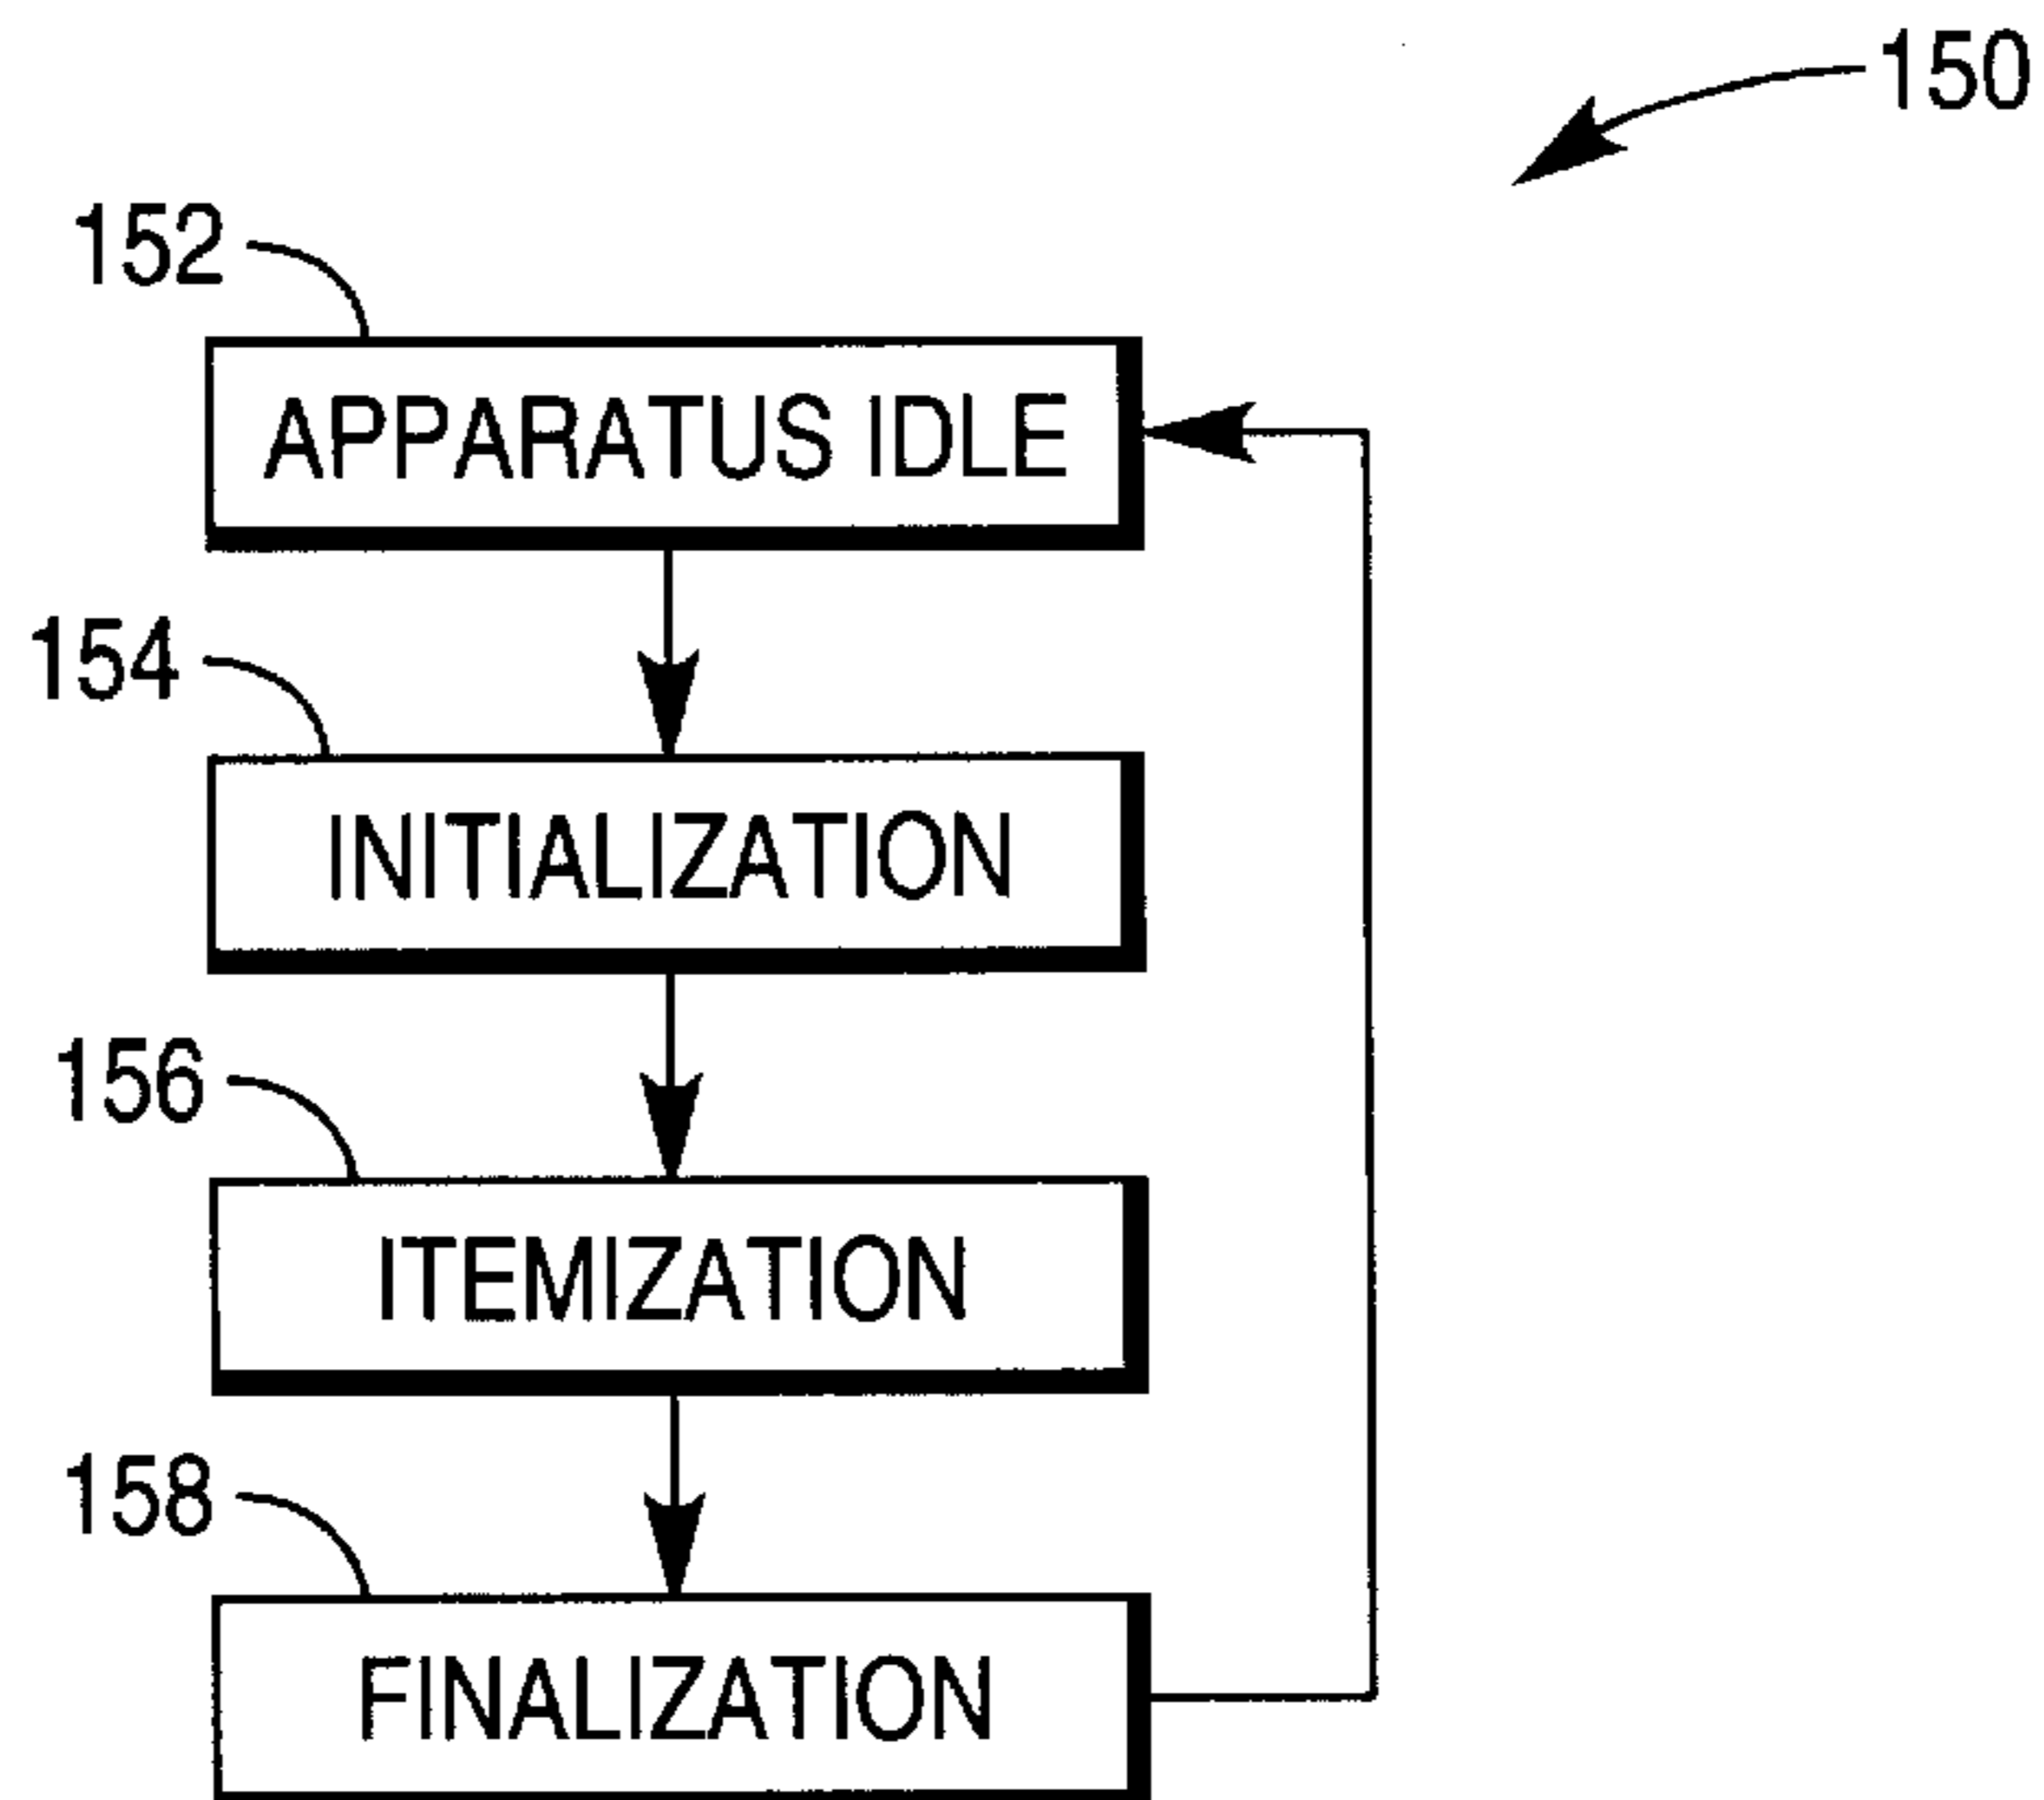 150
152
APPARATUS IDLE
154
INITIALIZATION
156
ITEMIZATION
158
FINALIZATION